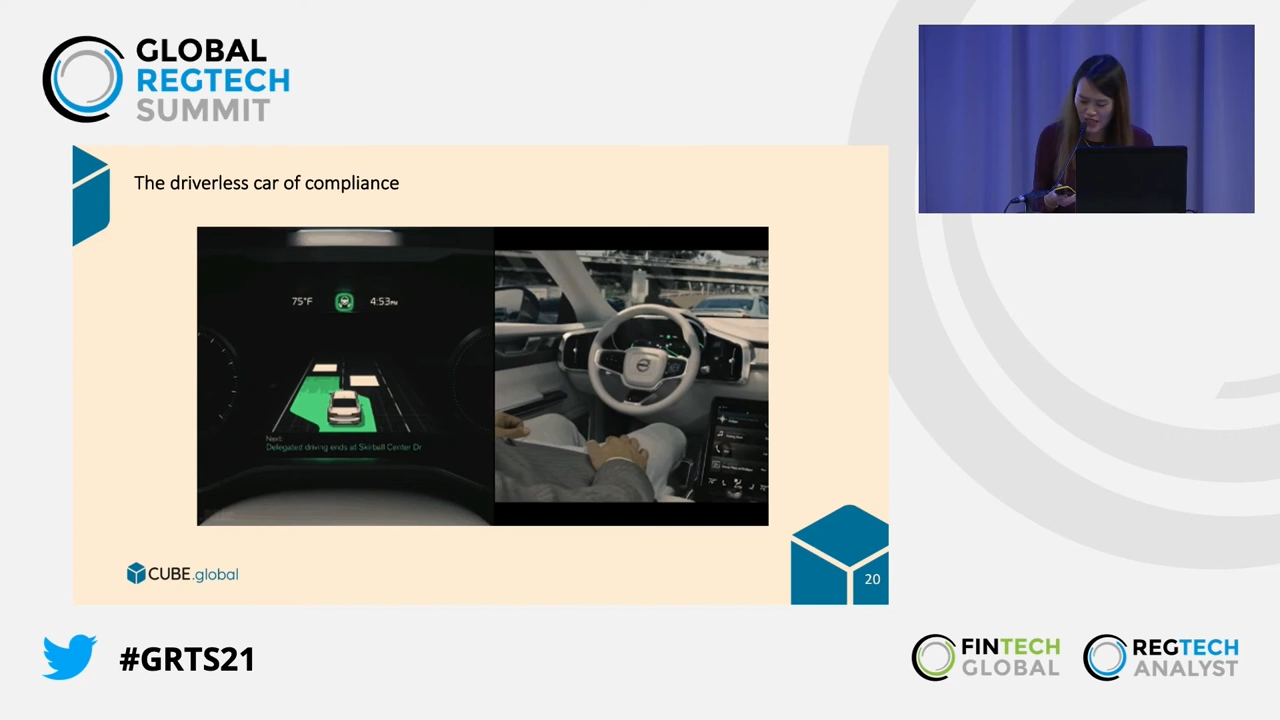 GLOBAL
REGTECH
SUMMIT
The driverless car of compliance
75°F
4:53PM
Next:
Delegated driving ends at Skirball Center Dr
CUBE.global
20
#GRTS21
FINTECH
GLOBAL
REGTECH
ANALYST